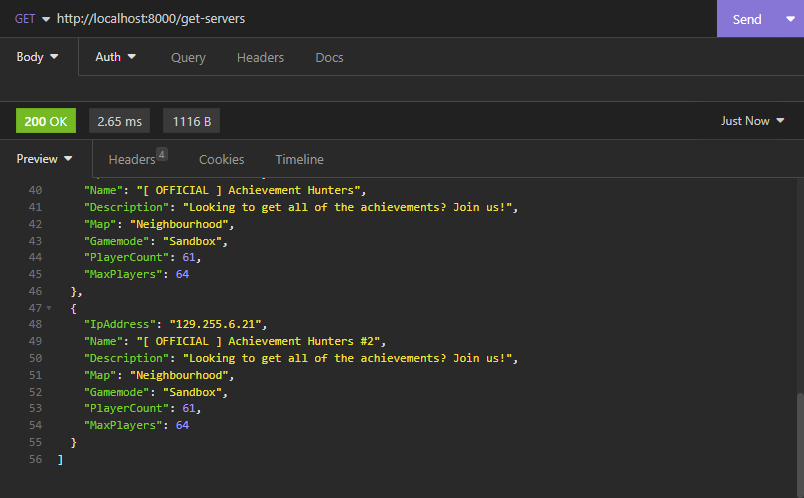 GET http://localhost:8000/get-servers Send
Body Auth Query Headers Docs
200 OK 2.65 ms 1116 B Just Now
Preview Headers 4 Cookies Timeline
40 "Name": "[ OFFICIAL ] Achievement Hunters",
41 "Description": "Looking to get all of the achievements? Join us!",
42 "Map": "Neighbourhood",
43 "Gamemode": "Sandbox",
44 "PlayerCount": 61,
45 "MaxPlayers": 64
46 },
47 {
48 "IpAddress": "129.255.6.21",
49 "Name": "[ OFFICIAL ] Achievement Hunters #2",
50 "Description": "Looking to get all of the achievements? Join us!",
51 "Map": "Neighbourhood",
52 "Gamemode": "Sandbox",
53 "PlayerCount": 61,
54 "MaxPlayers": 64
55 }
56 ]